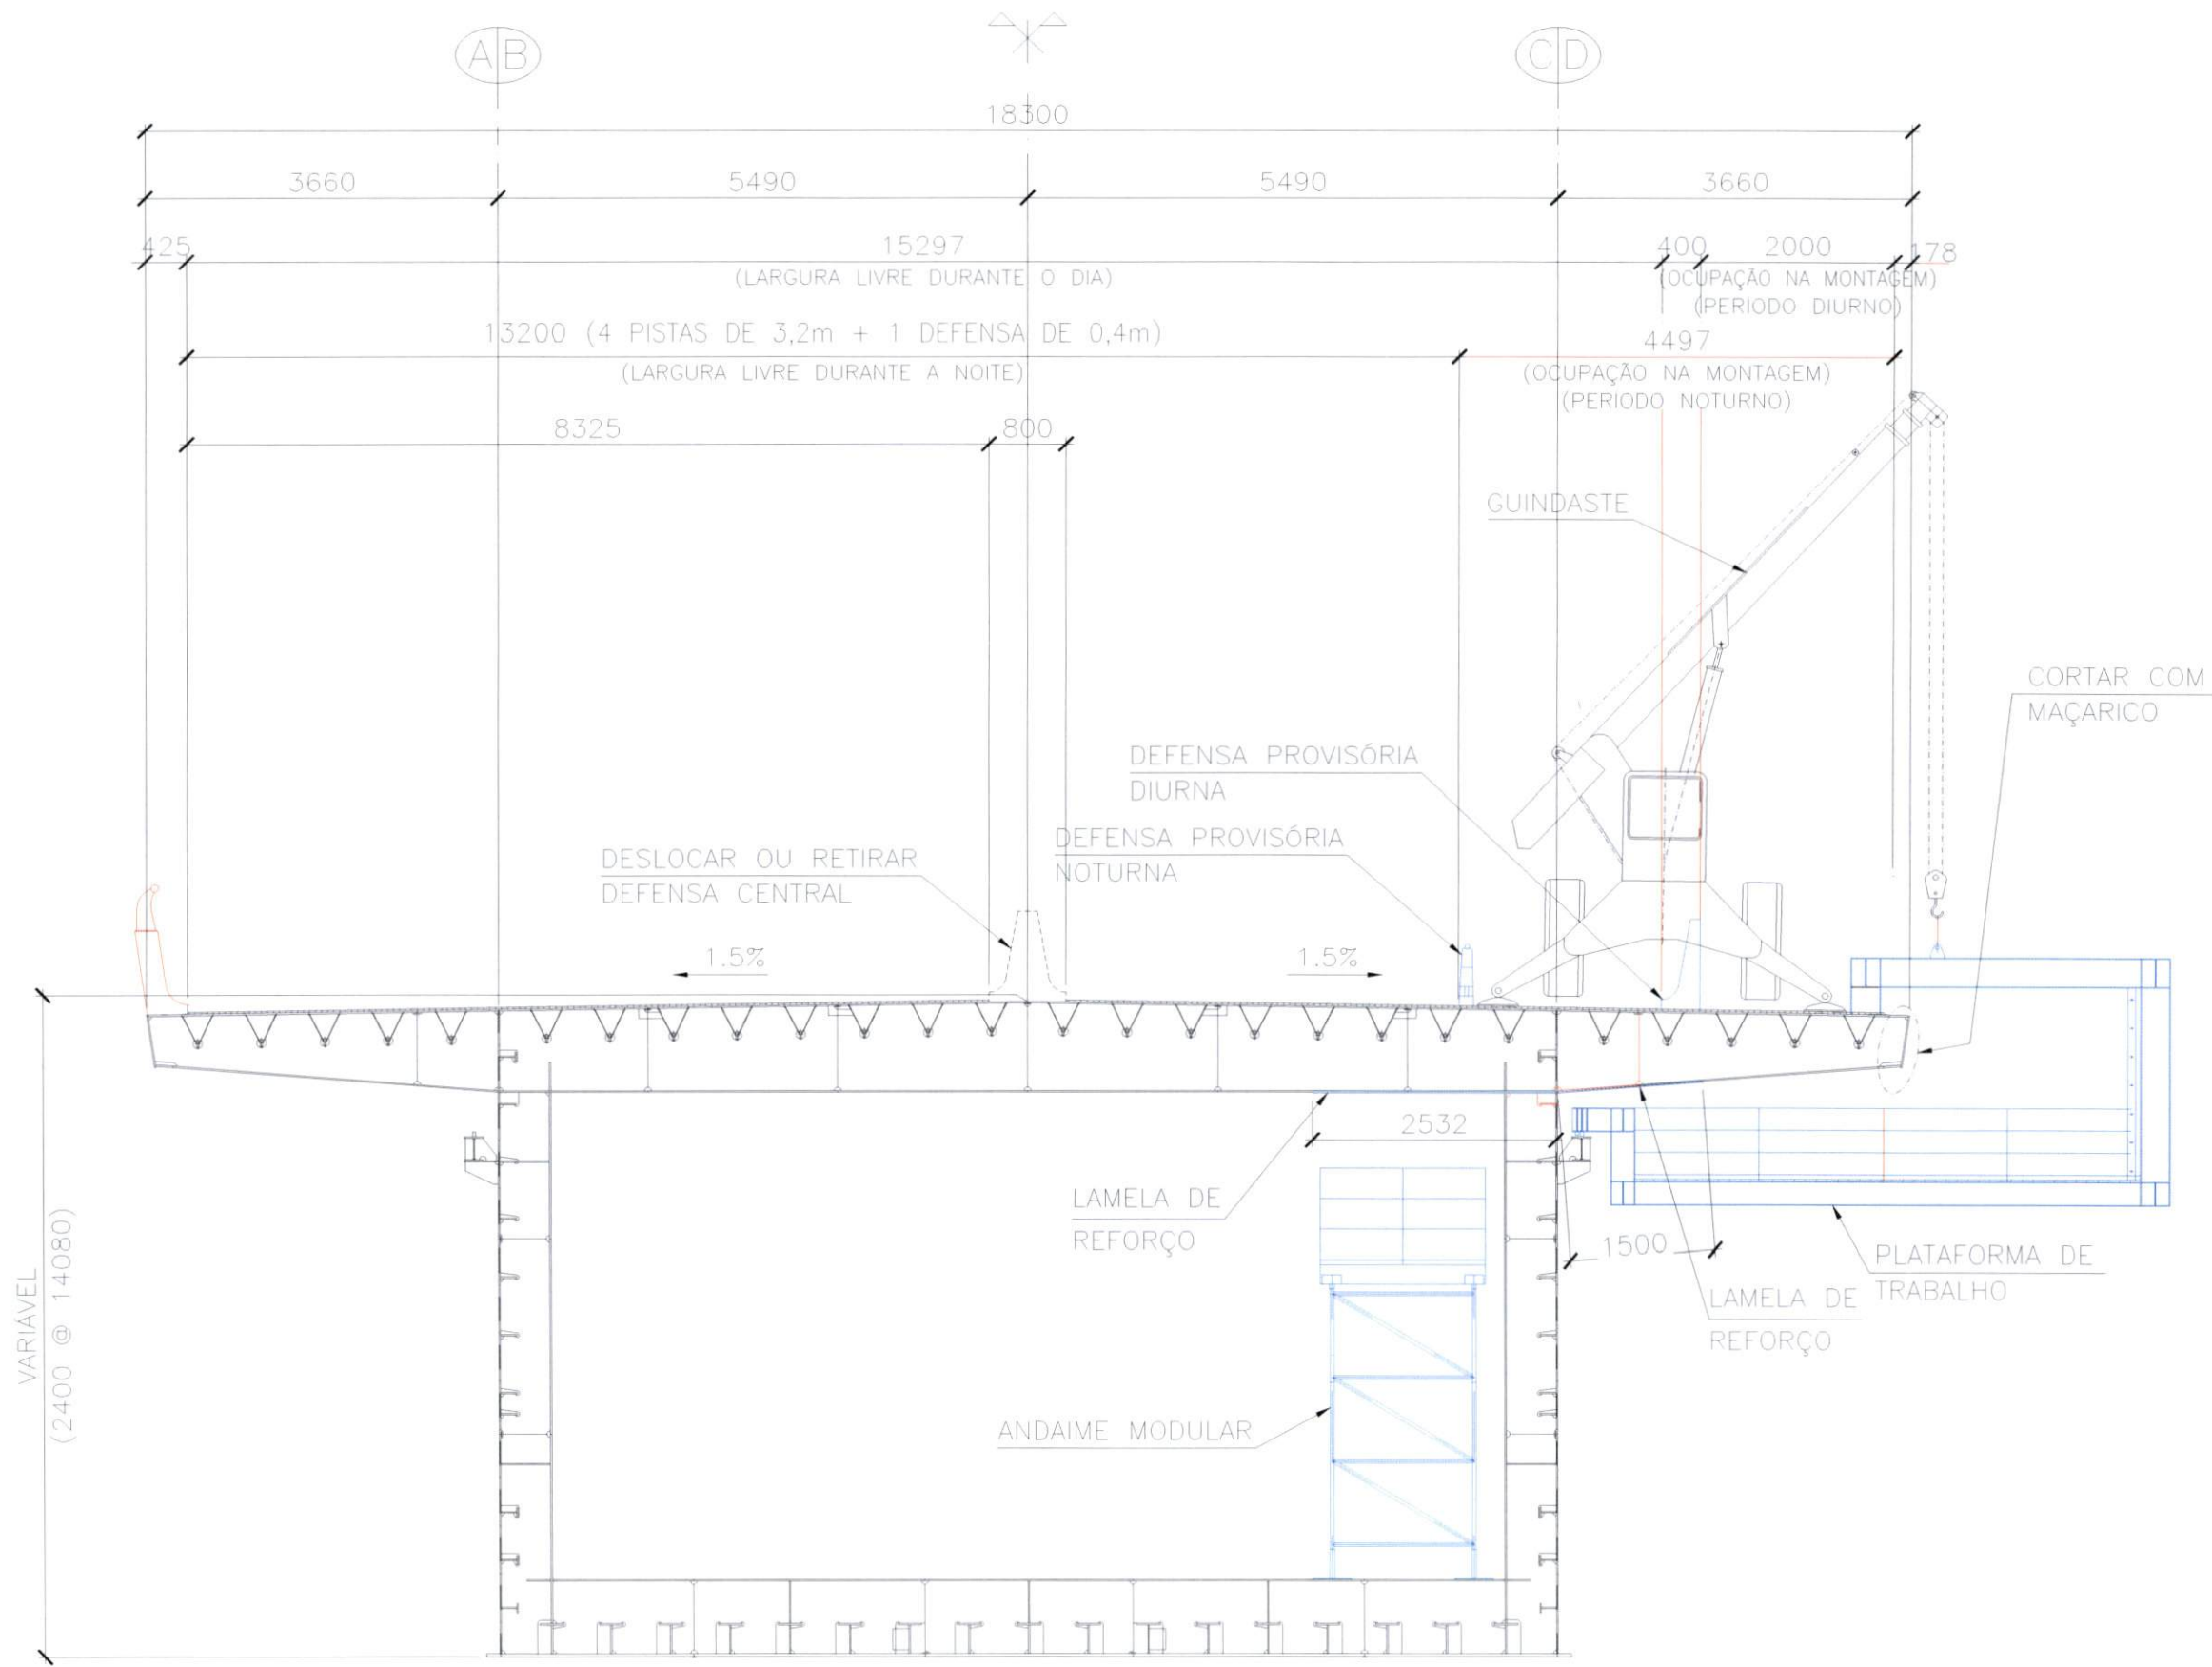 AB
CD
18300
3660
5490
5490
3660
425
15297
400
2000
178
(LARGURA LIVRE DURANTE O DIA)
(OCUPAÇÃO NA MONTAGEM)
(PERIODO DIURNO)
13200 (4 PISTAS DE 3,2m + 1 DEFENSA DE 0,4m)
4497
(LARGURA LIVRE DURANTE A NOITE)
(OCUPAÇÃO NA MONTAGEM)
(PERIODO NOTURNO)
8325
800
GUINDASTE
CORTAR COM
MAÇARICO
DEFENSA PROVISÓRIA
DIURNA
DEFENSA PROVISÓRIA
NOTURNA
DESLOCAR OU RETIRAR
DEFENSA CENTRAL
1.5%
1.5%
2532
LAMELA DE
REFORÇO
1500
PLATAFORMA DE
TRABALHO
LAMELA DE
REFORÇO
VARIÁVEL
(2400 @ 14080)
ANDAIME MODULAR